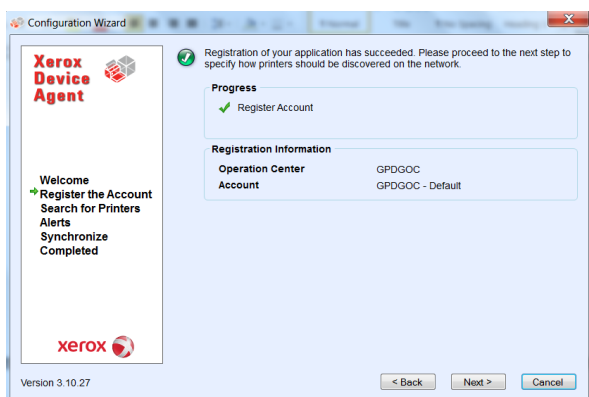 Configuration Wizard
Xerox
Device
Agent
Registration of your application has succeeded. Please proceed to the next step to
specify how printers should be discovered on the network.
Progress
Register Account
Registration Information
Operation Center GPDGOC
Account GPDGOC - Default
Welcome
Register the Account
Search for Printers
Alerts
Synchronize
Completed
xerox
Version 3.10.27
< Back Next > Cancel